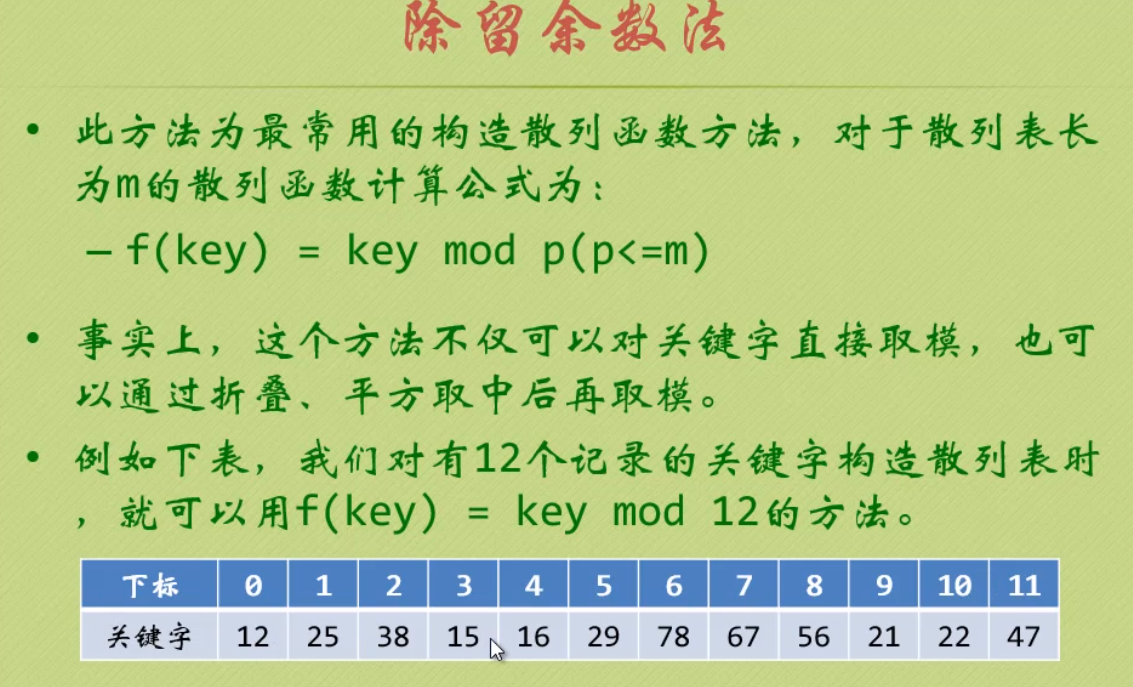 除留余数法
• 此方法为最常用的构造散列函数方法，对于散列表长
为m的散列函数计算公式为：
– f(key) = key mod p(p<=m)
• 事实上，这个方法不仅可以对关键字直接取模，也可
以通过折叠、平方取中后再取模。
• 例如下表，我们对有12个记录的关键字构造散列表时
，就可以用f(key) = key mod 12的方法。
下标 0 1 2 3 4 5 6 7 8 9 10 11
关键字 12 25 38 15 16 29 78 67 56 21 22 47